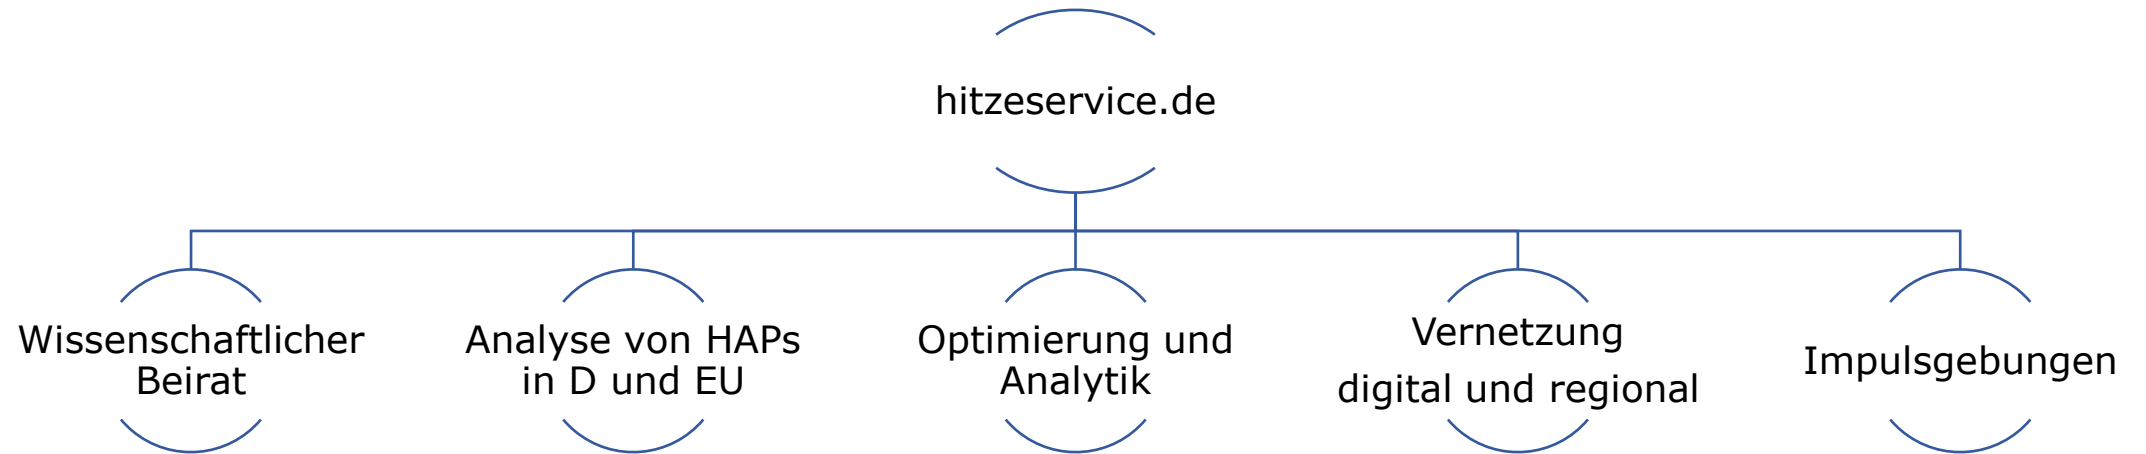 hitzeservice.de
Wissenschaftlicher
Beirat
Analyse von HAPs
in D und EU
Optimierung und
Analytik
Vernetzung
digital und regional
Impulsgebungen